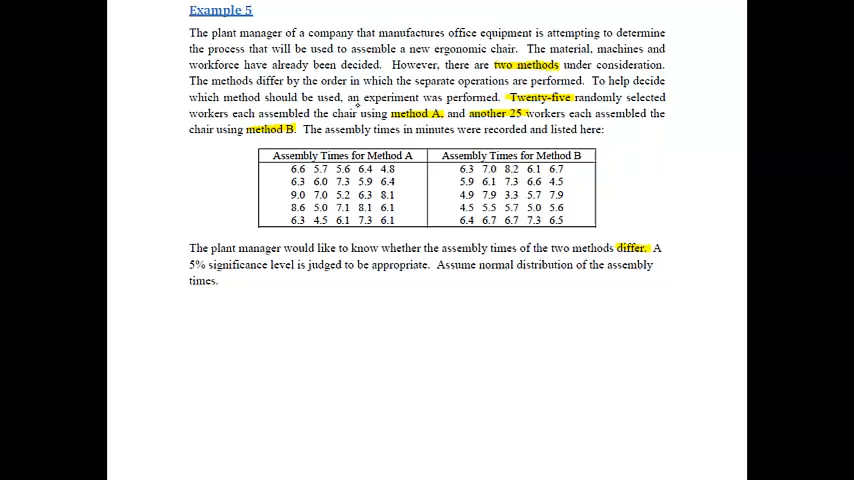 Example 5
The plant manager of a company that manufactures office equipment is attempting to determine
the process that will be used to assemble a new ergonomic chair. The material, machines and
workforce have already been decided. However, there are two methods under consideration.
The methods differ by the order in which the separate operations are performed. To help decide
which method should be used, an experiment was performed. Twenty-five randomly selected
workers each assembled the chair using method A, and another 25 workers each assembled the
chair using method B. The assembly times in minutes were recorded and listed here:
Assembly Times for Method A Assembly Times for Method B
6.6 5.7 5.6 6.4 4.8 6.3 7.0 8.2 6.1 6.7
6.3 6.0 7.3 5.9 6.4 5.9 6.1 7.3 6.6 4.5
9.0 7.0 5.2 6.3 8.1 4.9 7.9 3.3 5.7 7.9
8.6 5.0 7.1 8.1 6.1 4.5 5.5 5.7 5.0 5.6
6.3 4.5 6.1 7.3 6.1 6.4 6.7 6.7 7.3 6.5
The plant manager would like to know whether the assembly times of the two methods differ. A
5% significance level is judged to be appropriate. Assume normal distribution of the assembly
times.